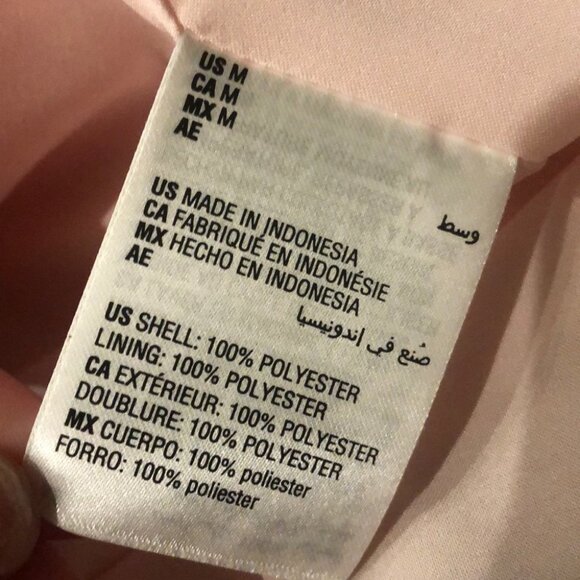 US M
CA M
MX M
AE
وسط
US MADE IN INDONESIA
CA FABRIQUÉ EN INDONÉSIE
MX HECHO EN INDONESIA
AE
صُنع في اندونيسيا
US SHELL: 100% POLYESTER
LINING: 100% POLYESTER
CA EXTÉRIEUR: 100% POLYESTER
DOUBLURE: 100% POLYESTER
MX CUERPO: 100% poliester
FORRO: 100% poliester